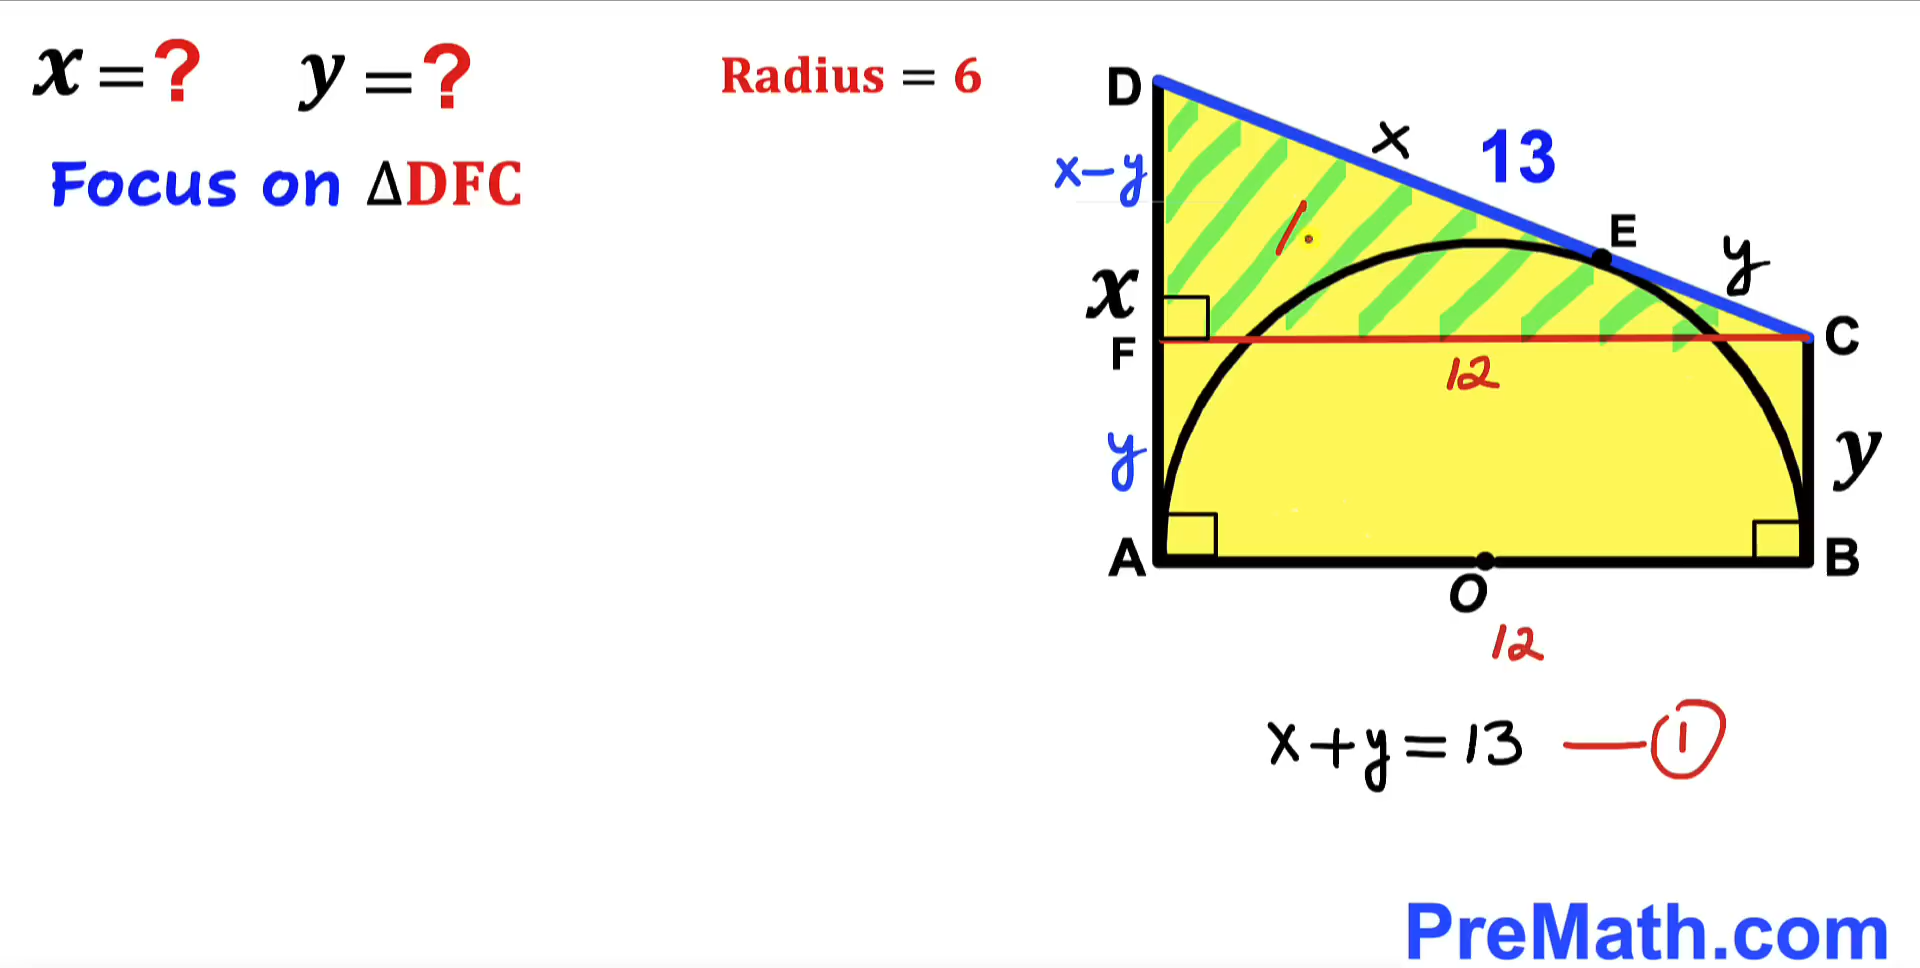 x=? y=? Radius = 6
Focus on ΔDFC
D
x 13
x-y
E
y
x
F
C
12
y
y
A
B
O
12
x+y=13 — ①
PreMath.com